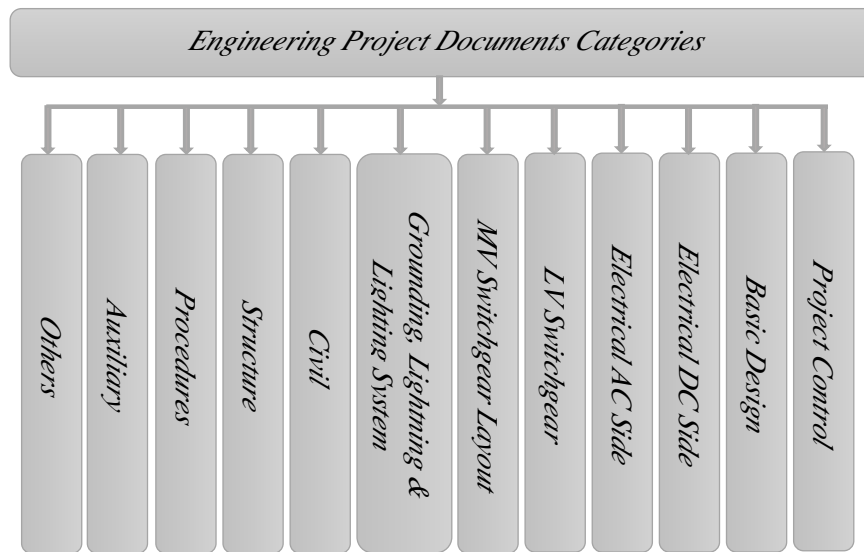 Engineering Project Documents Categories
Others
Auxiliary
Procedures
Structure
Civil
Grounding, Lightning &
Lighting System
MV Switchgear Layout
LV Switchgear
Electrical AC Side
Electrical DC Side
Basic Design
Project Control